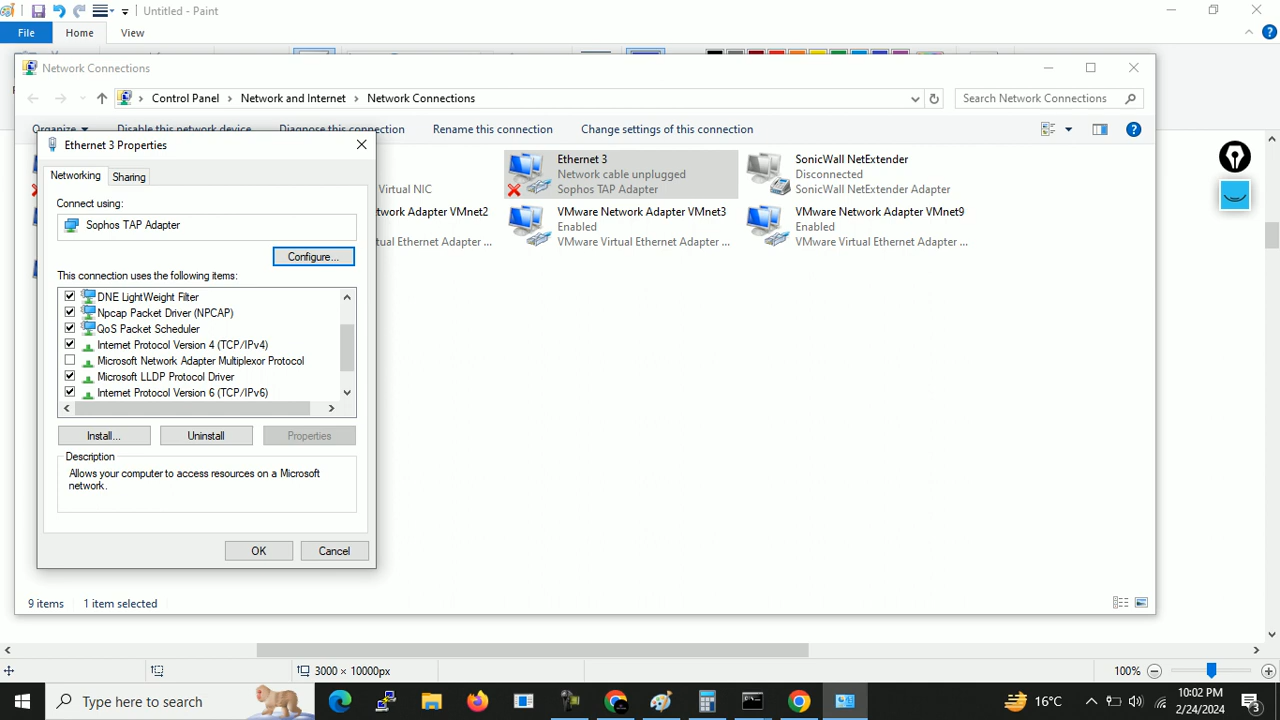 Untitled - Paint
File
Home
View
Network Connections
Control Panel
Network and Internet
Network Connections
Search Network Connections
Organize
Disable this network device
Diagnose this connection
Rename this connection
Change settings of this connection
Ethernet 3 Properties
Networking
Sharing
Connect using:
Sophos TAP Adapter
Configure...
This connection uses the following items:
DNE LightWeight Filter
Npcap Packet Driver (NPCAP)
QoS Packet Scheduler
Internet Protocol Version 4 (TCP/IPv4)
Microsoft Network Adapter Multiplexor Protocol
Microsoft LLDP Protocol Driver
Internet Protocol Version 6 (TCP/IPv6)
Install...
Uninstall
Properties
Description
Allows your computer to access resources on a Microsoft
network.
OK
Cancel
Virtual NIC
twork Adapter VMnet2
tual Ethernet Adapter ...
Ethernet 3
Network cable unplugged
Sophos TAP Adapter
SonicWall NetExtender
Disconnected
SonicWall NetExtender Adapter
VMware Network Adapter VMnet3
Enabled
VMware Virtual Ethernet Adapter ...
VMware Network Adapter VMnet9
Enabled
VMware Virtual Ethernet Adapter ...
9 items
1 item selected
3000 × 10000px
100%
Type here to search
16°C
10:02 PM
2/24/2024
3